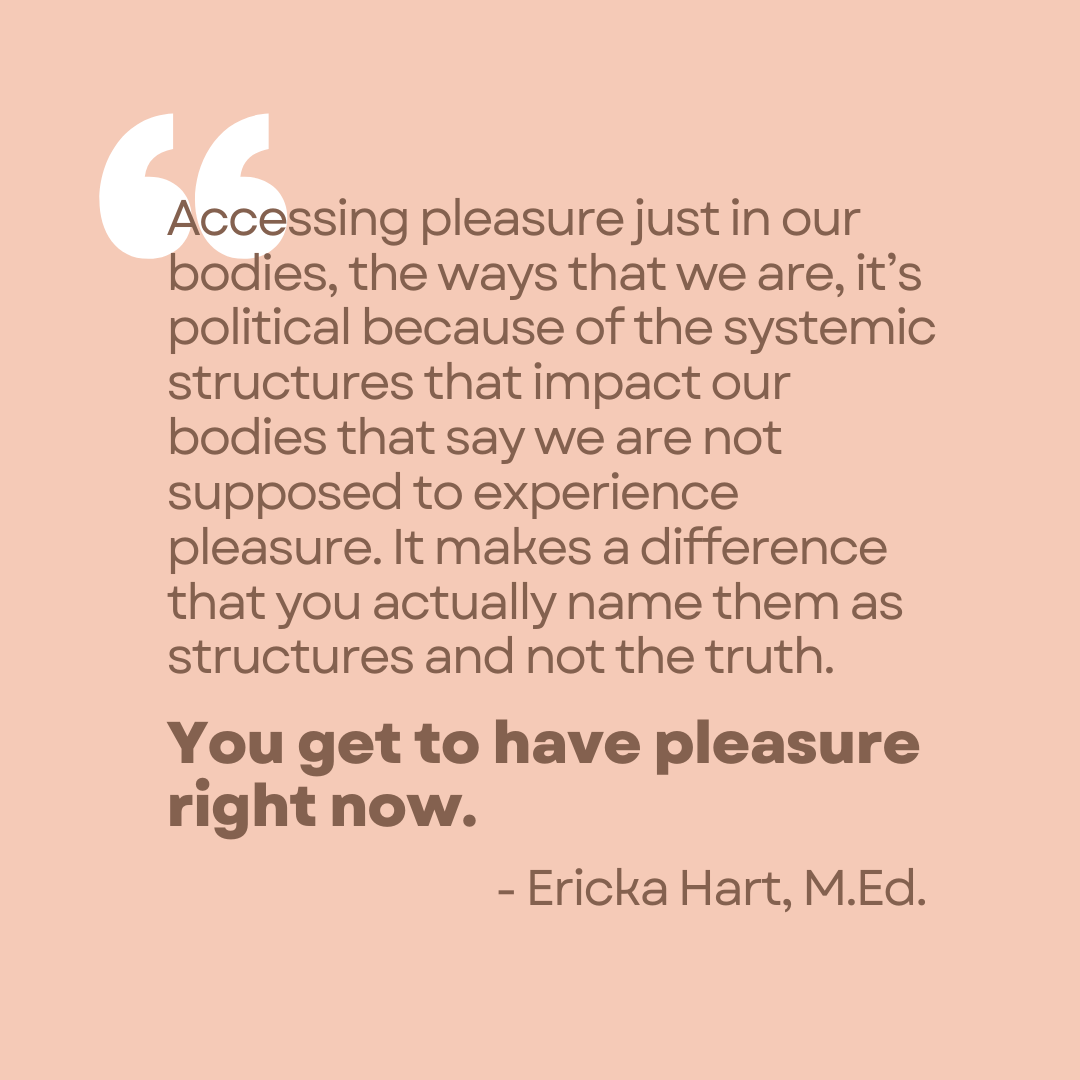 “
Accessing pleasure just in our
bodies, the ways that we are, it’s
political because of the systemic
structures that impact our
bodies that say we are not
supposed to experience
pleasure. It makes a difference
that you actually name them as
structures and not the truth.
You get to have pleasure
right now.
- Ericka Hart, M.Ed.